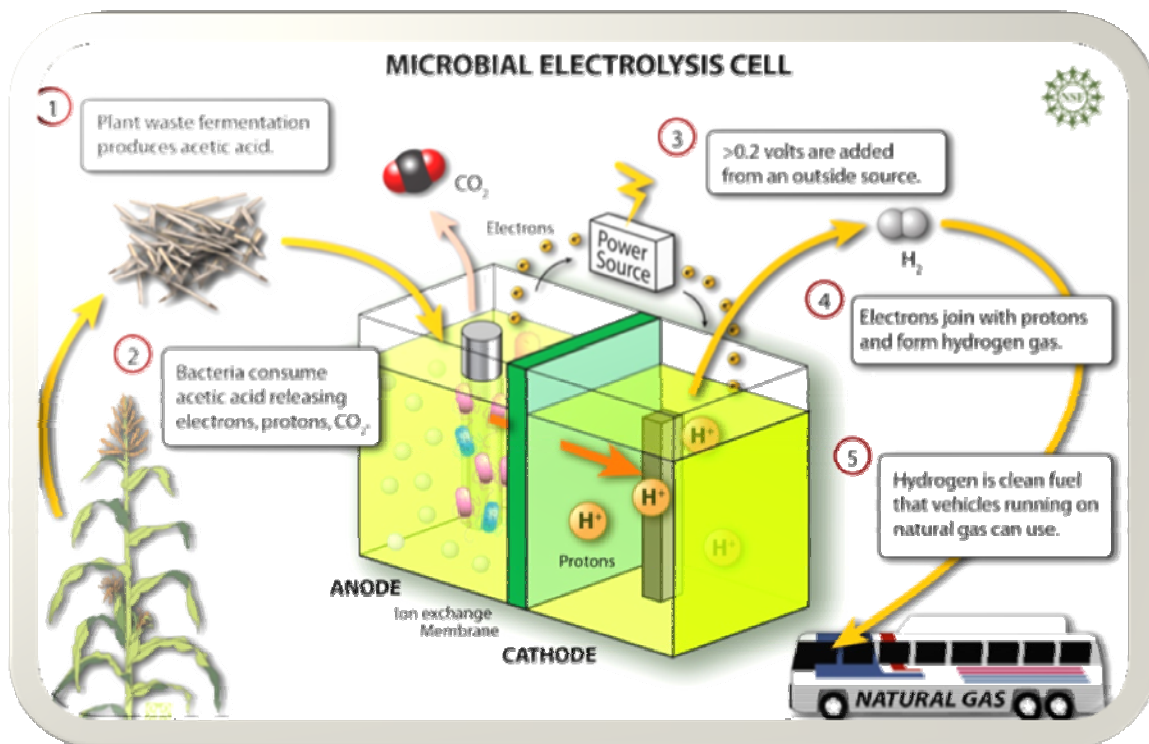 MICROBIAL ELECTROLYSIS CELL
NSF
1
Plant waste fermentation
produces acetic acid.
CO₂
Electrons
Power
Source
3
>0.2 volts are added
from an outside source.
H₂
4
Electrons join with protons
and form hydrogen gas.
2
Bacteria consume
acetic acid releasing
electrons, protons, CO₂.
H⁺
H⁺
H⁺
H⁺
Protons
5
Hydrogen is clean fuel
that vehicles running on
natural gas can use.
ANODE
Ion exchange
Membrane
CATHODE
NATURAL GAS